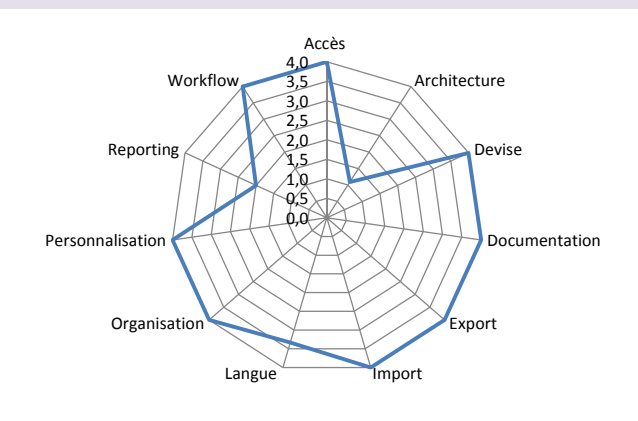 Accès
4,0
3,5
3,0
2,5
2,0
1,5
1,0
0,5
0,0
Architecture
Devise
Documentation
Export
Import
Langue
Organisation
Personnalisation
Reporting
Workflow